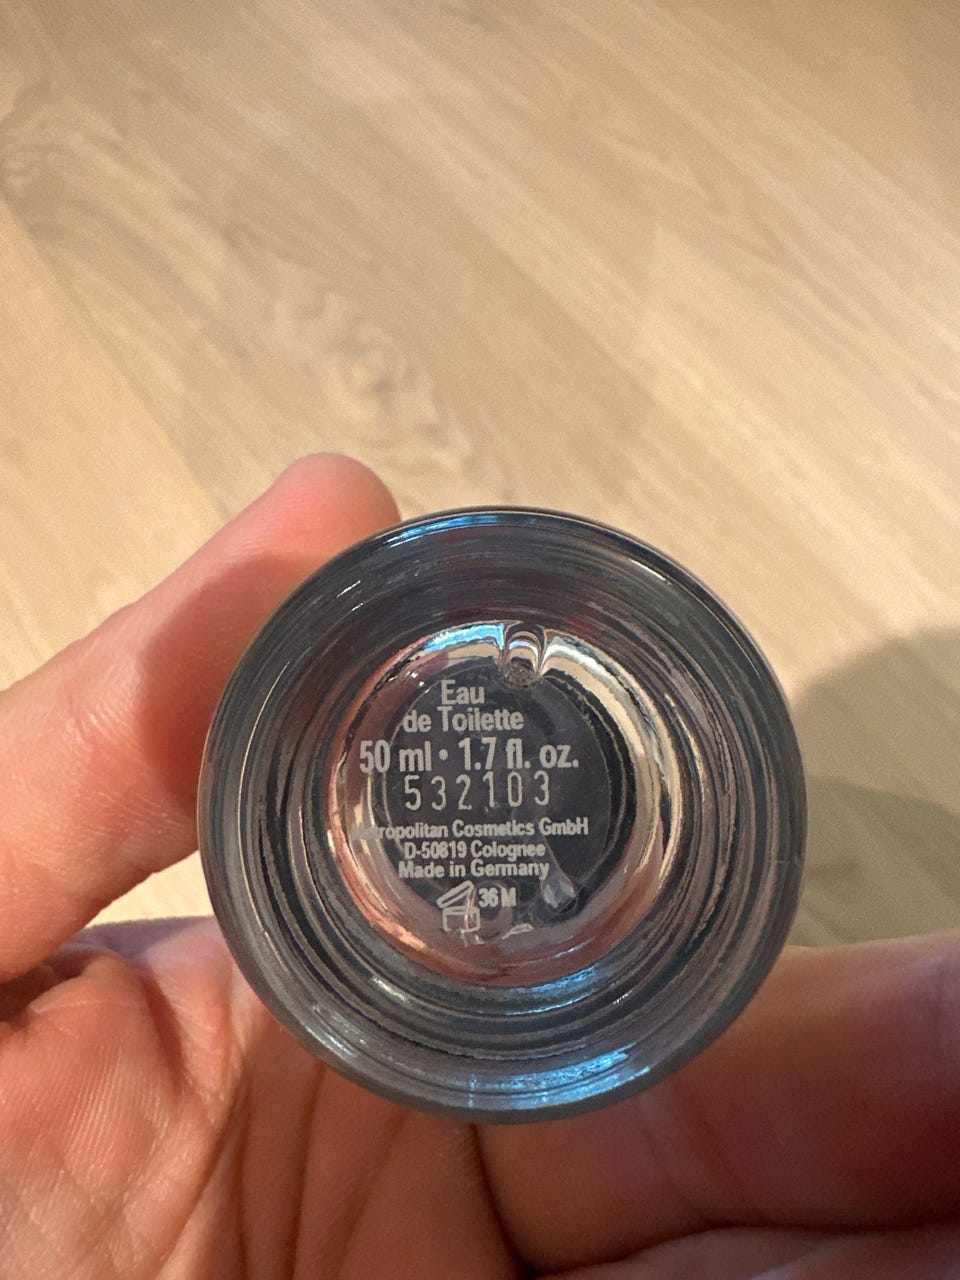 Eau
de Toilette
50 ml • 1.7 fl. oz.
532103
Cosmetics GmbH
D-50819 Colognee
Made in Germany
36 M